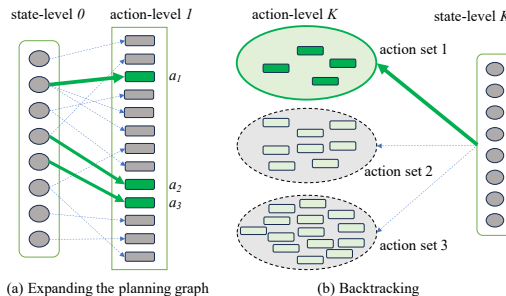 state-level 0
action-level 1
a1
a2
a3
(a) Expanding the planning graph
action-level K
state-level K
action set 1
action set 2
action set 3
(b) Backtracking